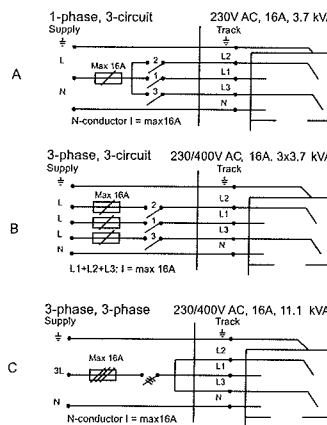 1-phase, 3-circuit 230V AC, 16A, 3.7 kVA
Supply Track
L2
L Max 16A 2
A 1 L1
3 L3
N N
N-conductor I = max16A
3-phase, 3-circuit 230/400V AC, 16A. 3x3.7 kVA
Supply Track
Max 16A L2
L 2
L1
B L 1
L3
L 3
N N
L1+L2+L3: I = max 16A
3-phase, 3-phase 230/400V AC, 16A, 11.1 kVA
Supply Track
L2
Max 16A L1
C 3L
L3
N N
N-conductor I = max16A